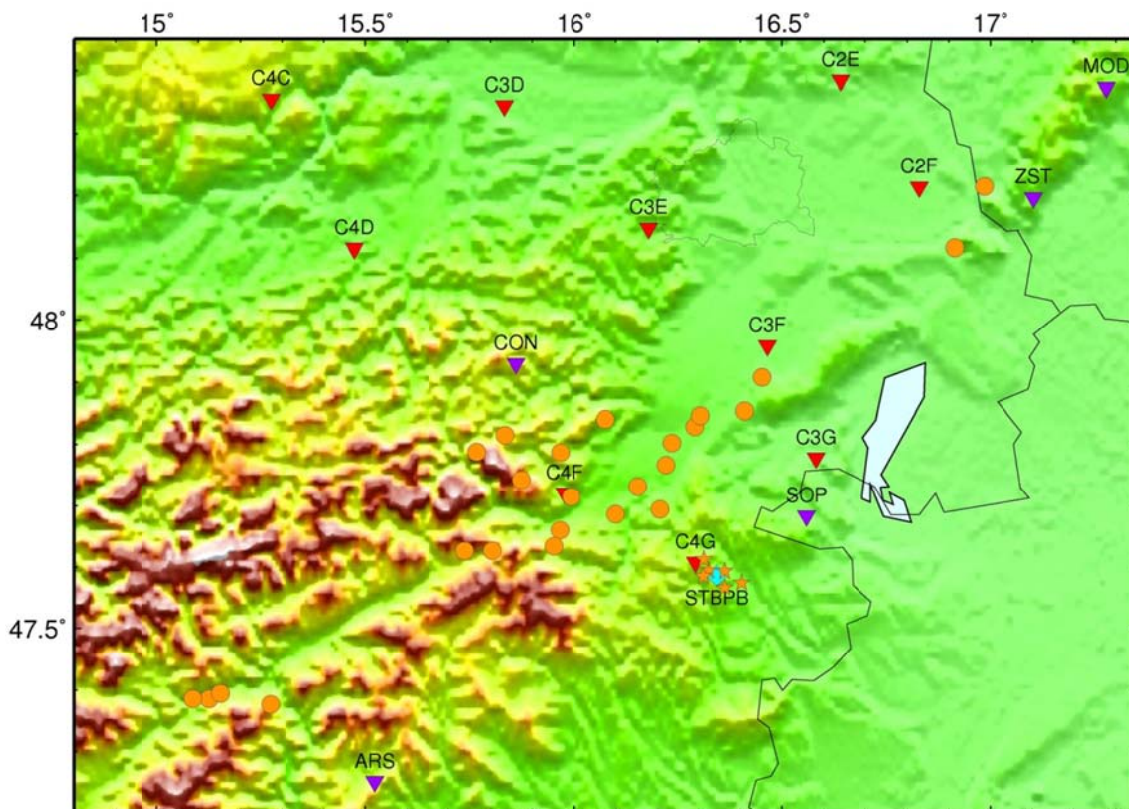 15° 15.5° 16° 16.5° 17°
C4C C3D C2E MOD
C2F ZST
C3E
C4D
48°
C3F
CON
C3G
C4F
SOP
C4G
STBPB
47.5°
ARS